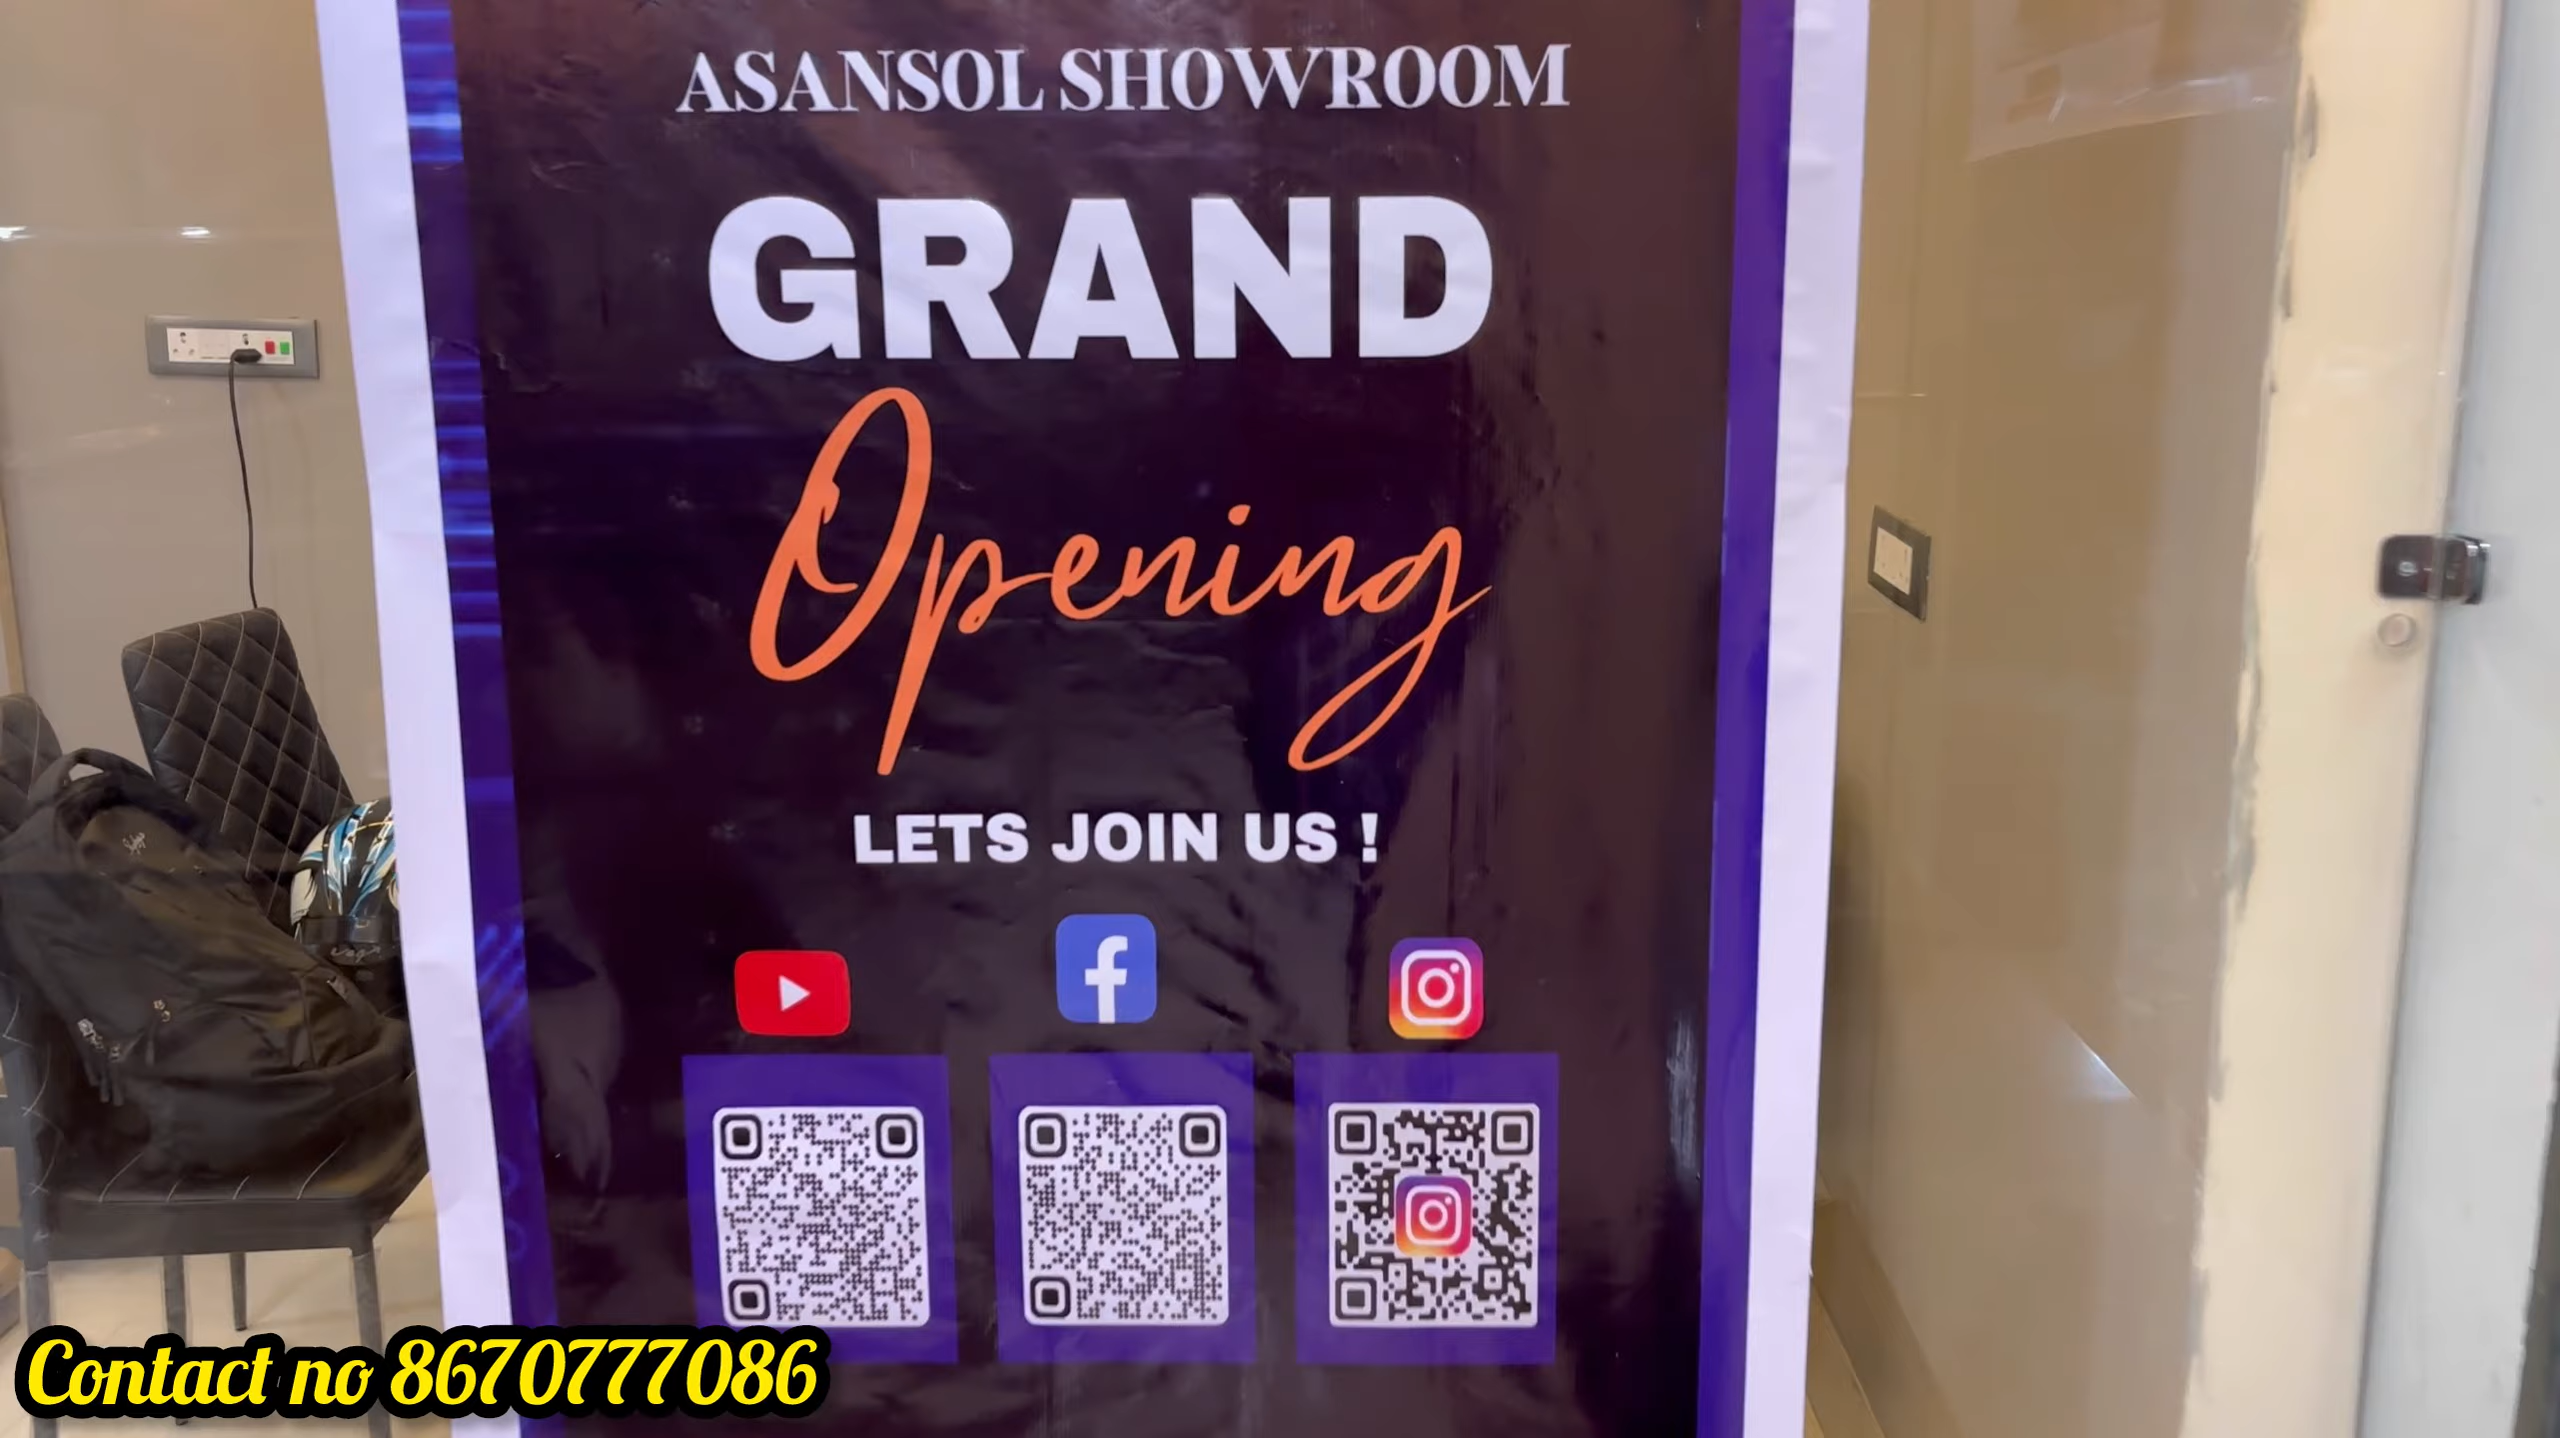 ASANSOL SHOWROOM
GRAND
Opening
LETS JOIN US !
Contact no 8670777086